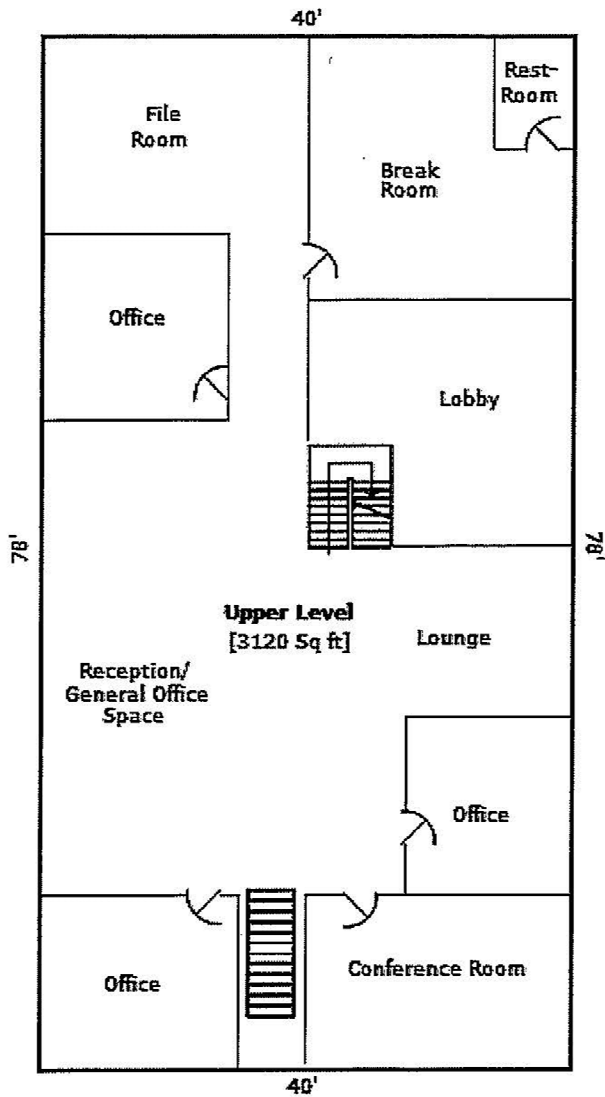 40'
Rest-
Room
File
Room
Break
Room
Office
Lobby
78'
78'
Upper Level
[3120 Sq ft]
Lounge
Reception/
General Office
Space
Office
Office
Conference Room
40'